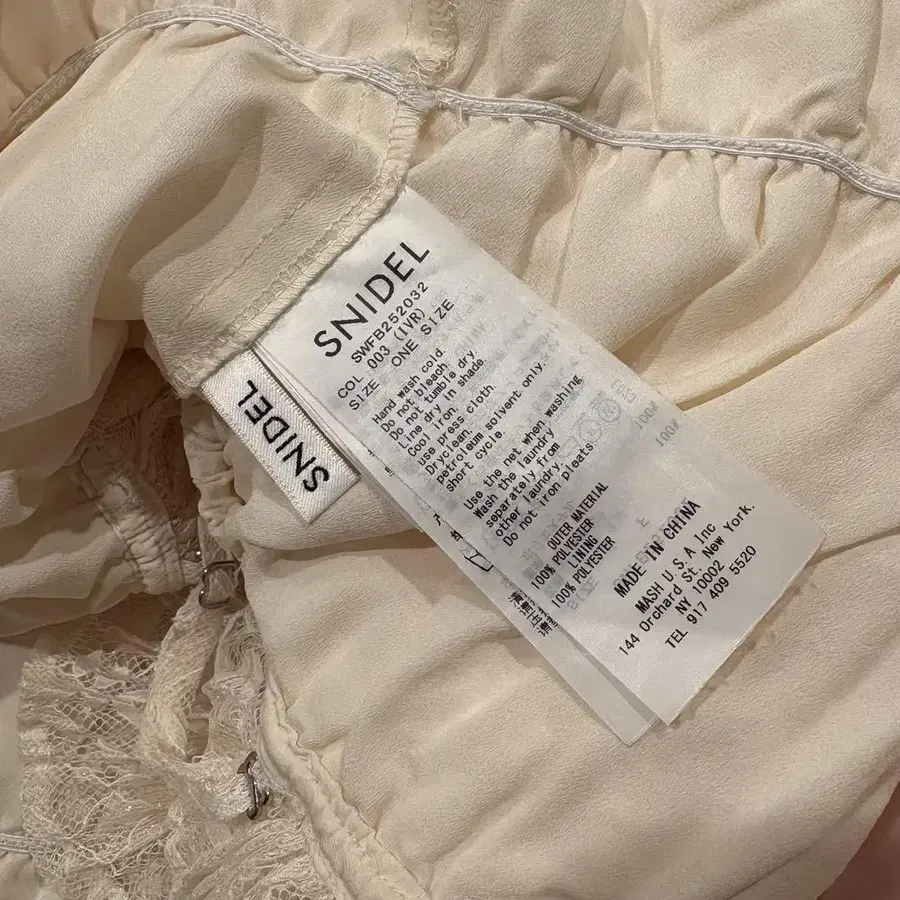 SNIDEL
SWFB252032
COL 003 (IVR)
SIZE ONE SIZE
Hand wash cold.
Do not bleach.
Do not tumble dry.
Line dry in shade.
Cool iron.
use press cloth.
Dryclean.
petroleum solvent only.
short cycle.
Use the net when washing
Wash the laundry
separately from
other laundry.
Do not iron pleats
OUTER MATERIAL
100% POLYESTER
LINING
100% POLYESTER
MADE IN CHINA
MASH U.S.A Inc
144 Orchard St. New York.
NY 10002
TEL 917 409 5520
SNIDEL